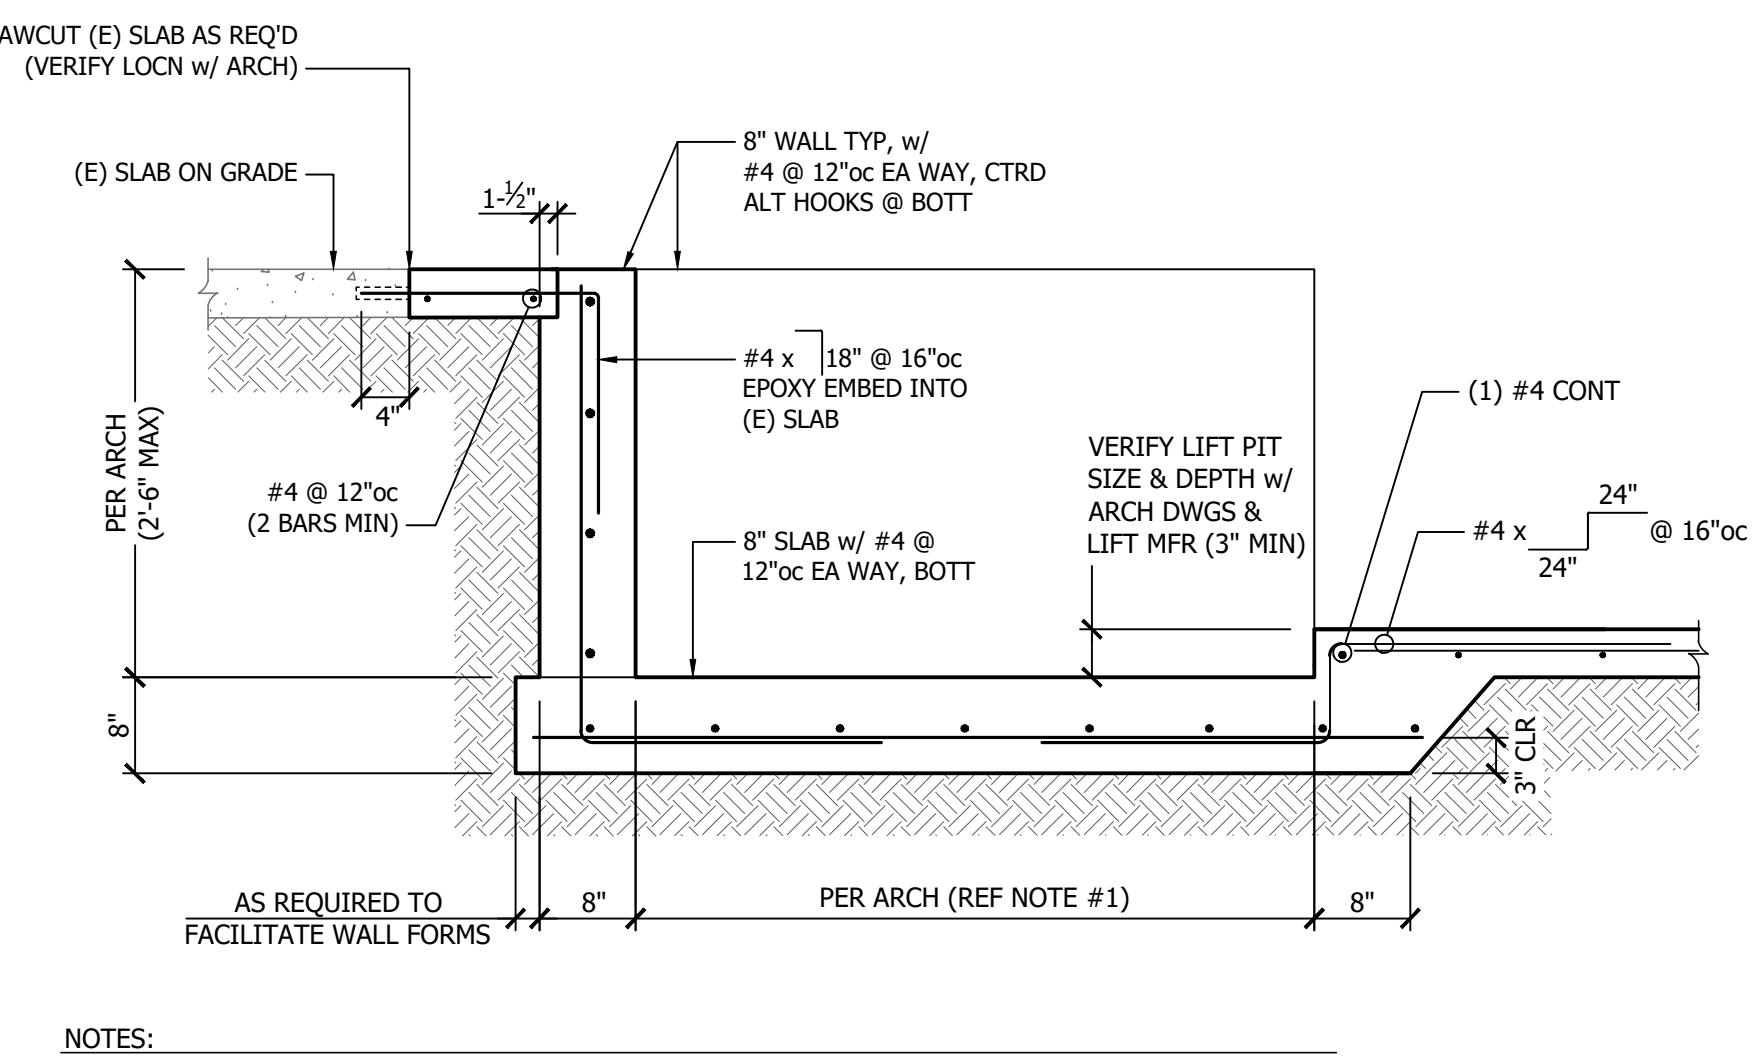 AWCUT (E) SLAB AS REQ'D
(VERIFY LOCN w/ ARCH)
(E) SLAB ON GRADE
1-½"
8" WALL TYP, w/
#4 @ 12"oc EA WAY, CTRD
ALT HOOKS @ BOTT
#4 x 18" @ 16"oc
EPOXY EMBED INTO
(E) SLAB
4"
PER ARCH
(2'-6" MAX)
#4 @ 12"oc
(2 BARS MIN)
8" SLAB w/ #4 @
12"oc EA WAY, BOTT
VERIFY LIFT PIT
SIZE & DEPTH w/
ARCH DWGS &
LIFT MFR (3" MIN)
(1) #4 CONT
24"
#4 x @ 16"oc
24"
8"
3" CLR
AS REQUIRED TO
FACILITATE WALL FORMS
8"
PER ARCH (REF NOTE #1)
8"
NOTES: